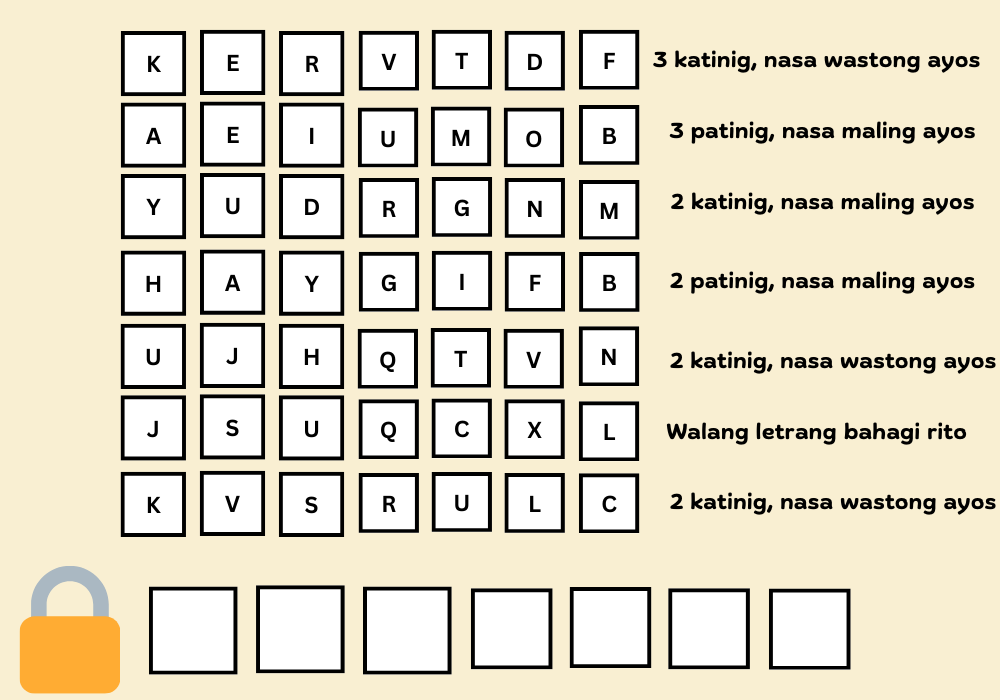 K E R V T D F 3 katinig, nasa wastong ayos
A E I U M O B 3 patinig, nasa maling ayos
Y U D R G N M 2 katinig, nasa maling ayos
H A Y G I F B 2 patinig, nasa maling ayos
U J H Q T V N 2 katinig, nasa wastong ayos
J S U Q C X L Walang letrang bahagi rito
K V S R U L C 2 katinig, nasa wastong ayos